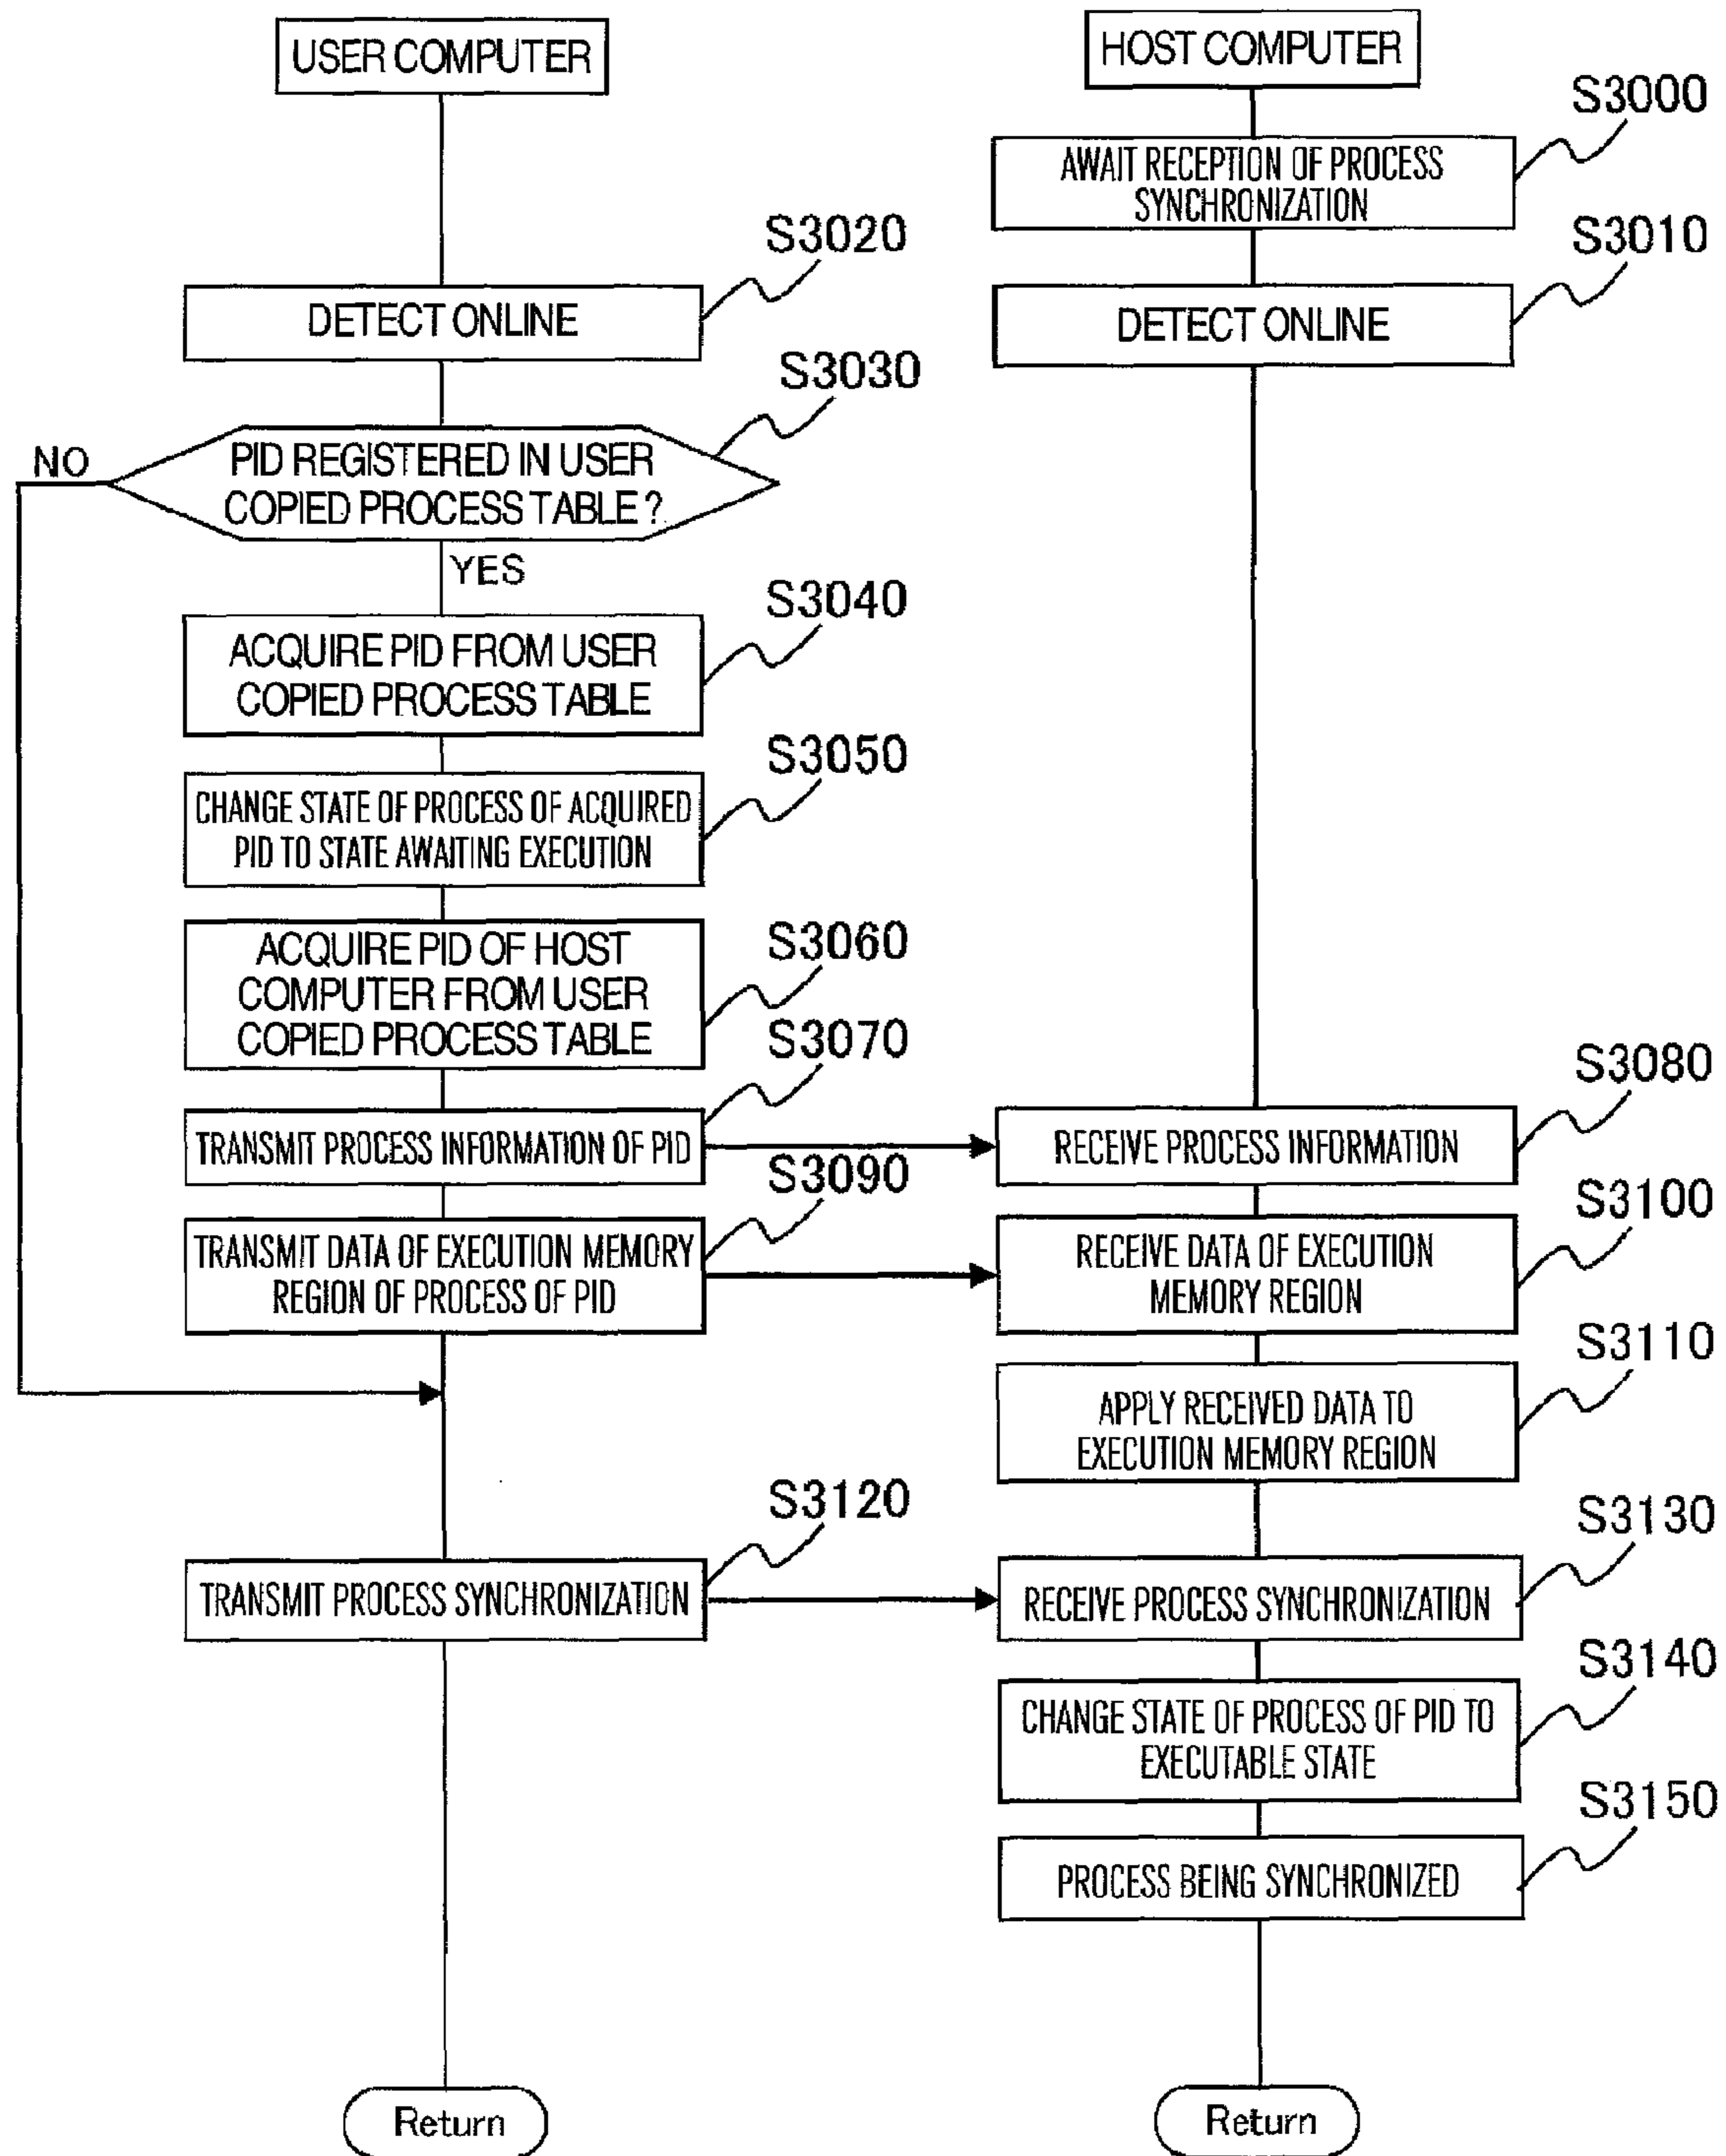 USER COMPUTER
HOST COMPUTER
S3000
AWAIT RECEPTION OF PROCESS
SYNCHRONIZATION
S3020
S3010
DETECT ONLINE
DETECT ONLINE
S3030
NO
PID REGISTERED IN USER
COPIED PROCESS TABLE ?
YES
S3040
ACQUIRE PID FROM USER
COPIED PROCESS TABLE
S3050
CHANGE STATE OF PROCESS OF ACQUIRED
PID TO STATE AWAITING EXECUTION
S3060
ACQUIRE PID OF HOST
COMPUTER FROM USER
COPIED PROCESS TABLE
S3070
S3080
TRANSMIT PROCESS INFORMATION OF PID
RECEIVE PROCESS INFORMATION
S3090
S3100
TRANSMIT DATA OF EXECUTION MEMORY
REGION OF PROCESS OF PID
RECEIVE DATA OF EXECUTION
MEMORY REGION
S3110
APPLY RECEIVED DATA TO
EXECUTION MEMORY REGION
S3120
S3130
TRANSMIT PROCESS SYNCHRONIZATION
RECEIVE PROCESS SYNCHRONIZATION
S3140
CHANGE STATE OF PROCESS OF PID TO
EXECUTABLE STATE
S3150
PROCESS BEING SYNCHRONIZED
Return
Return